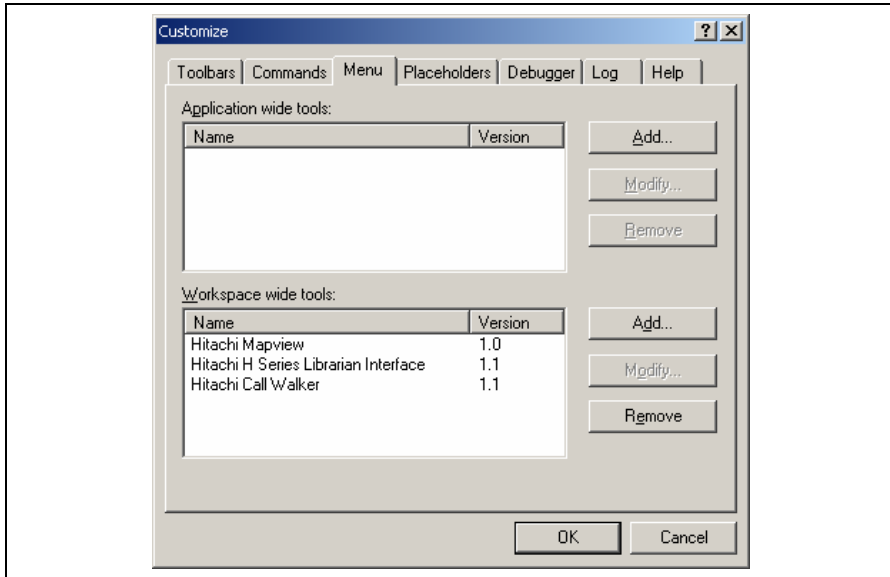 Customize
Toolbars Commands Menu Placeholders Debugger Log Help
Application wide tools:
Name Version
Add...
Modify...
Remove
Workspace wide tools:
Name Version
Hitachi Mapview 1.0
Hitachi H Series Librarian Interface 1.1
Hitachi Call Walker 1.1
Add...
Modify...
Remove
OK Cancel